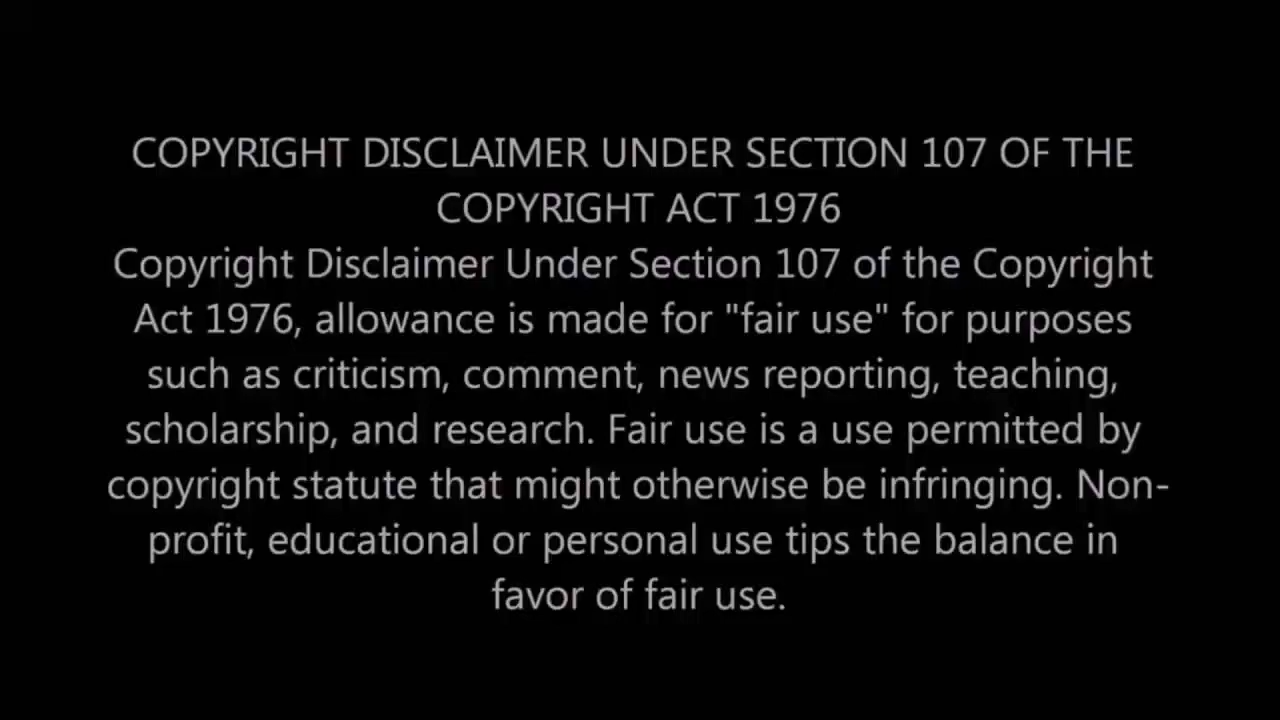 COPYRIGHT DISCLAIMER UNDER SECTION 107 OF THE
COPYRIGHT ACT 1976
Copyright Disclaimer Under Section 107 of the Copyright
Act 1976, allowance is made for "fair use" for purposes
such as criticism, comment, news reporting, teaching,
scholarship, and research. Fair use is a use permitted by
copyright statute that might otherwise be infringing. Non-
profit, educational or personal use tips the balance in
favor of fair use.